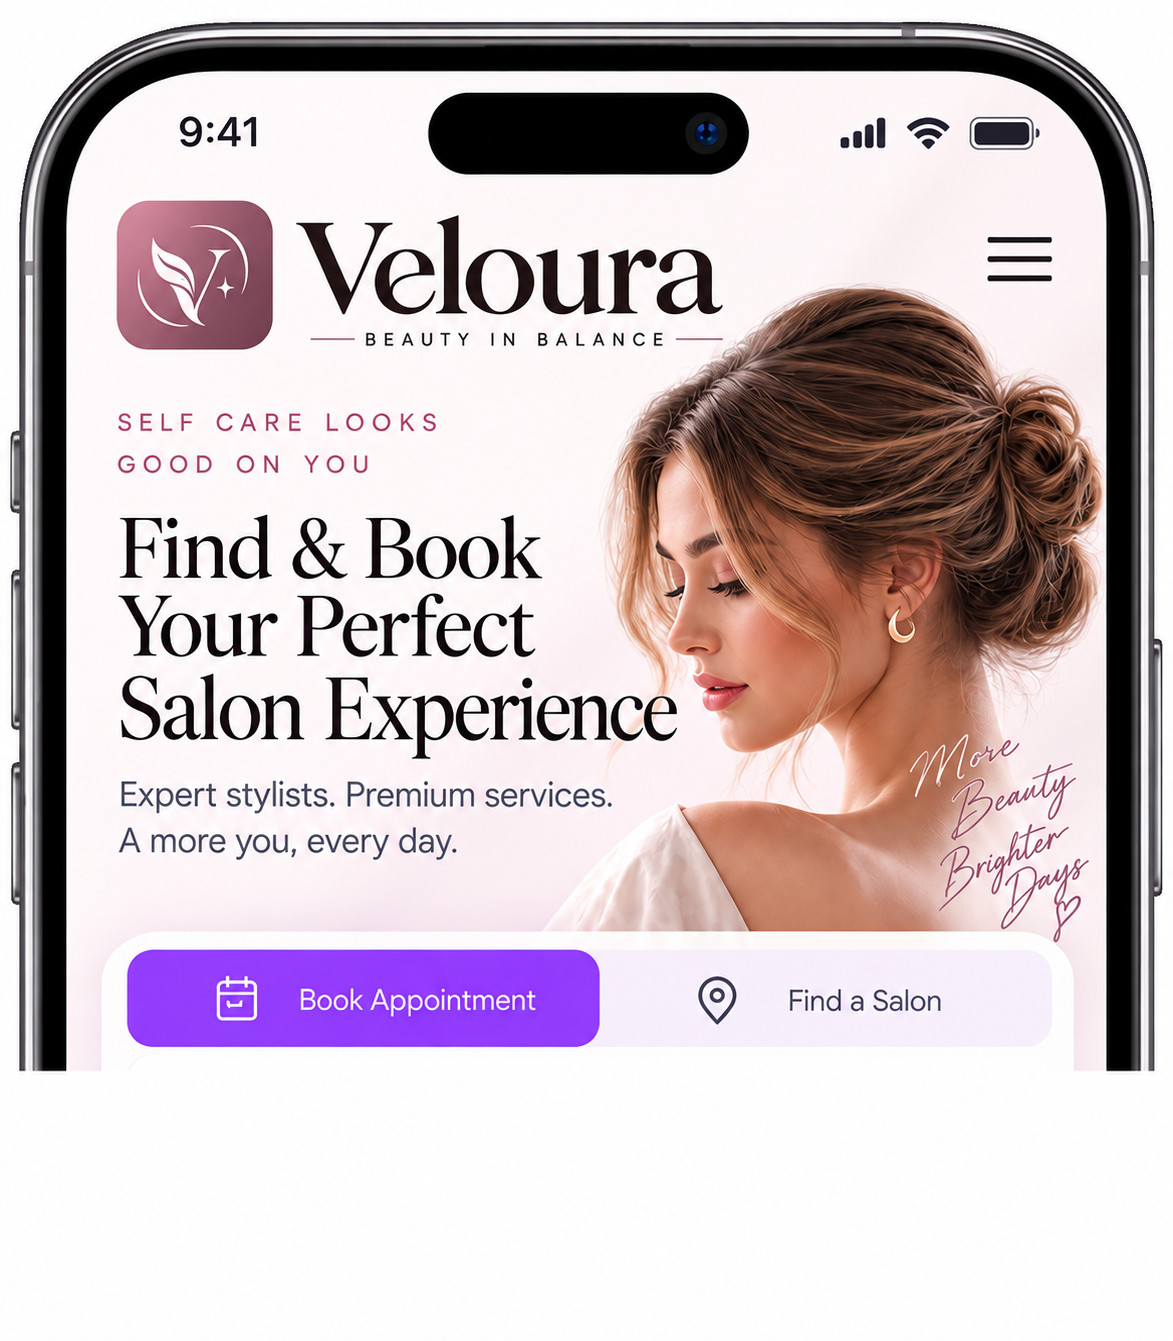 9:41
Veloura
BEAUTY IN BALANCE
SELF CARE LOOKS
GOOD ON YOU
Find & Book
Your Perfect
Salon Experience
Expert stylists. Premium services.
A more you, every day.
More
Beauty
Brighter
Days
Book Appointment
Find a Salon